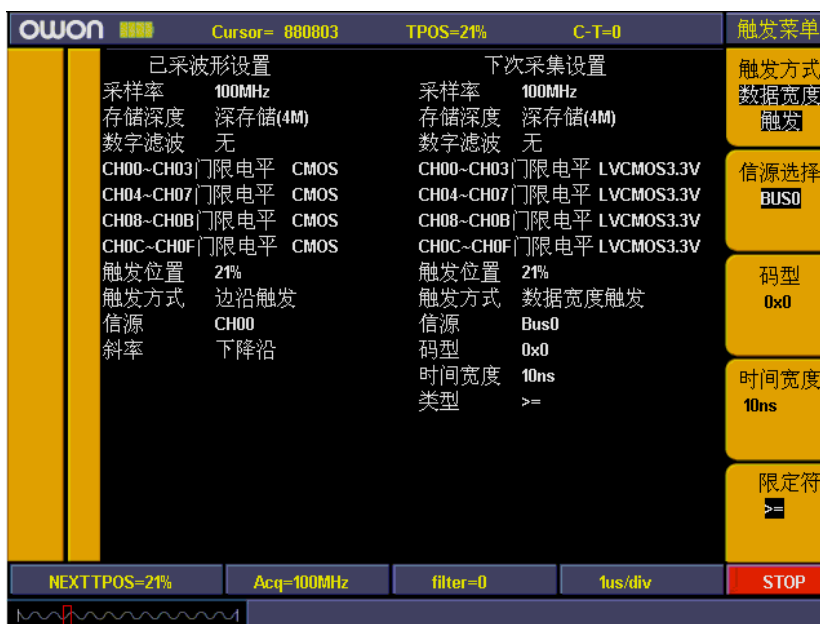 owon Cursor= 880803 TPOS=21% C-T=0 触发菜单
已采波形设置
采样率 100MHz
存储深度 深存储(4M)
数字滤波 无
CH00~CH03门限电平 CMOS
CH04~CH07门限电平 CMOS
CH08~CH0B门限电平 CMOS
CH0C~CH0F门限电平 CMOS
触发位置 21%
触发方式 边沿触发
信源 CH00
斜率 下降沿
下次采集设置
采样率 100MHz
存储深度 深存储(4M)
数字滤波 无
CH00~CH03门限电平 LVCMOS3.3V
CH04~CH07门限电平 LVCMOS3.3V
CH08~CH0B门限电平 LVCMOS3.3V
CH0C~CH0F门限电平 LVCMOS3.3V
触发位置 21%
触发方式 数据宽度触发
信源 Bus0
码型 0x0
时间宽度 10ns
类型 >=
触发方式
数据宽度
触发
信源选择
BUS0
码型
0x0
时间宽度
10ns
限定符
>=
NEXTTPOS=21% Acq=100MHz filter=0 1us/div STOP